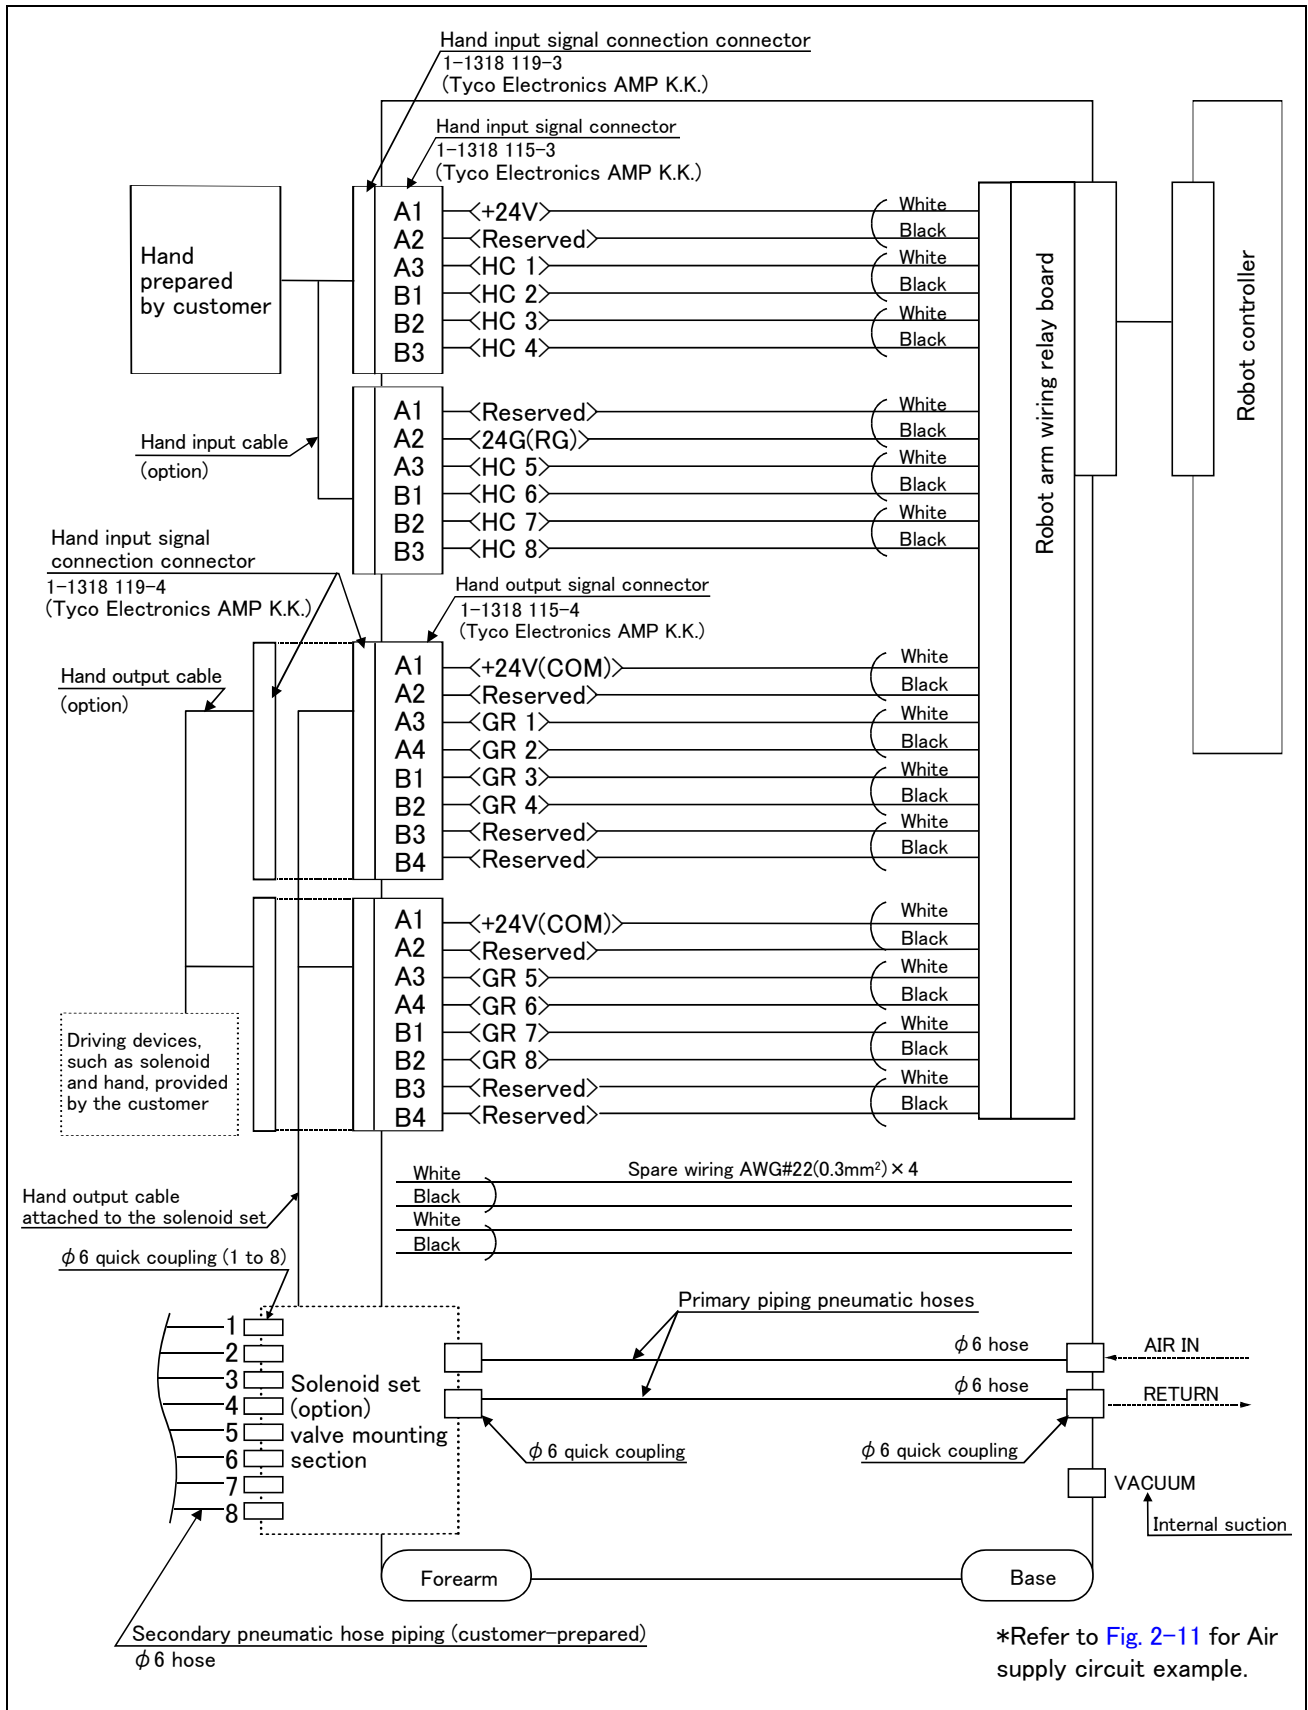 Hand input signal connection connector
1-1318 119-3
(Tyco Electronics AMP K.K.)
Hand input signal connector
1-1318 115-3
(Tyco Electronics AMP K.K.)
Hand
prepared
by customer
A1 <+24V> White
A2 <Reserved> Black
A3 <HC 1> White
B1 <HC 2> Black
B2 <HC 3> White
B3 <HC 4> Black
Robot arm wiring relay board
Robot controller
A1 <Reserved> White
A2 <24G(RG)> Black
A3 <HC 5> White
B1 <HC 6> Black
B2 <HC 7> White
B3 <HC 8> Black
Hand input cable
(option)
Hand input signal
connection connector
1-1318 119-4
(Tyco Electronics AMP K.K.)
Hand output signal connector
1-1318 115-4
(Tyco Electronics AMP K.K.)
Hand output cable
(option)
A1 <+24V(COM)> White
A2 <Reserved> Black
A3 <GR 1> White
A4 <GR 2> Black
B1 <GR 3> White
B2 <GR 4> Black
B3 <Reserved> White
B4 <Reserved> Black
A1 <+24V(COM)> White
A2 <Reserved> Black
A3 <GR 5> White
A4 <GR 6> Black
B1 <GR 7> White
B2 <GR 8> Black
B3 <Reserved> White
B4 <Reserved> Black
Driving devices,
such as solenoid
and hand, provided
by the customer
White Spare wiring AWG#22(0.3mm²)×4
Black
White
Black
Hand output cable
attached to the solenoid set
φ6 quick coupling (1 to 8)
1
2
3
4
5
6
7
8
Solenoid set
(option)
valve mounting
section
Primary piping pneumatic hoses
φ6 hose AIR IN
φ6 hose RETURN
φ6 quick coupling
φ6 quick coupling
VACUUM
Internal suction
Forearm
Base
Secondary pneumatic hose piping (customer-prepared)
φ6 hose
*Refer to Fig. 2-11 for Air
supply circuit example.